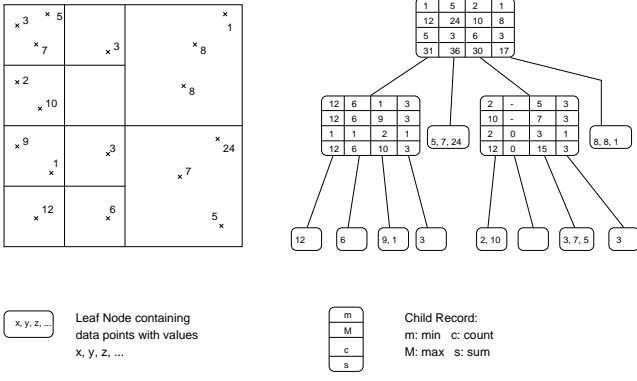 3 5
7 3
1
8
2
10
8
9
1 3
24
7
12 6
5
1 5 2 1
12 24 10 8
5 3 6 3
31 36 30 17
12 6 1 3
12 6 9 3
1 1 2 1
12 6 10 3
5, 7, 24
2 - 5 3
10 - 7 3
2 0 3 1
12 0 15 3
8, 8, 1
12
6
9, 1
3
2, 10
3, 7, 5
3
x, y, z, ...
Leaf Node containing
data points with values
x, y, z, ...
m
M
c
s
Child Record:
m: min c: count
M: max s: sum